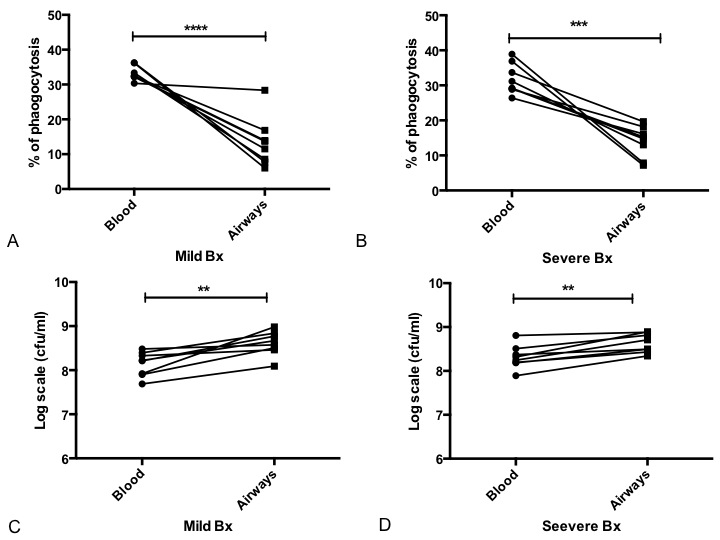 ****
50
40
30
20
10
0
% of phaogocytosis
Blood
Airways
Mild Bx
A
***
50
40
30
20
10
0
% of phaogocytosis
Blood
Airways
Severe Bx
B
**
10
9
8
7
6
Log scale (cfu/ml)
Blood
Airways
Mild Bx
C
**
10
9
8
7
6
Log scale (cfu/ml)
Blood
Airways
Seevere Bx
D